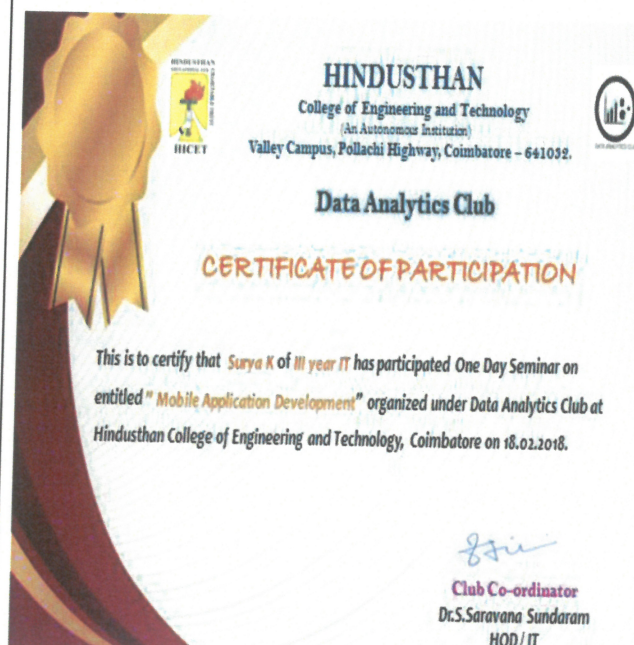 HINDUSTHAN
HICET
HINDUSTHAN
College of Engineering and Technology
(An Autonomous Institution)
Valley Campus, Pollachi Highway, Coimbatore – 641032.
Data Analytics Club
CERTIFICATE OF PARTICIPATION
This is to certify that Surya K of III year IT has participated One Day Seminar on
entitled " Mobile Application Development" organized under Data Analytics Club at
Hindusthan College of Engineering and Technology, Coimbatore on 18.02.2018.
Club Co-ordinator
Dr.S.Saravana Sundaram
HOD/ IT